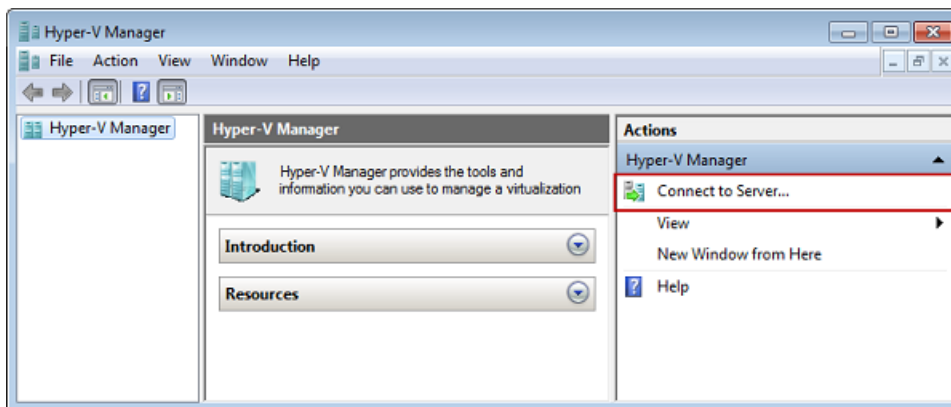 Hyper-V Manager
File Action View Window Help
Hyper-V Manager
Hyper-V Manager
Hyper-V Manager provides the tools and
information you can use to manage a virtualization
Introduction
Resources
Actions
Hyper-V Manager
Connect to Server...
View
New Window from Here
Help